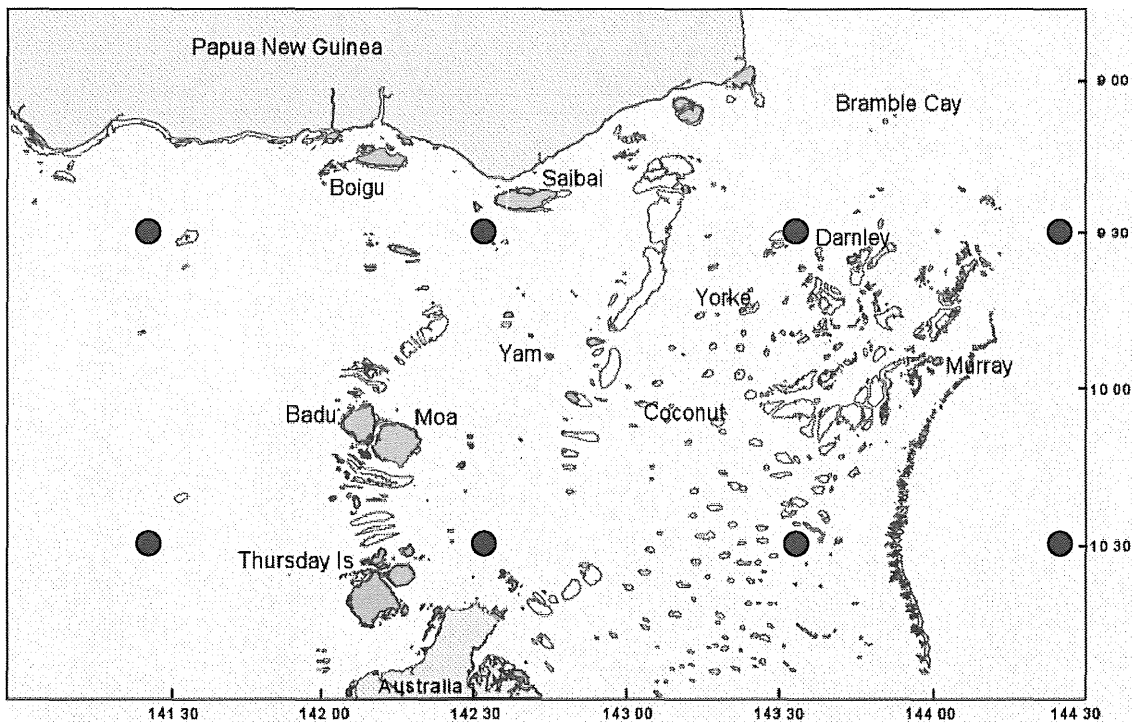 Papua New Guinea
9 00
Bramble Cay
Boigu
Saibai
9 30
Darnley
Yorke
Yam
Murray
10 00
Badu
Moa
Coconut
10 30
Thursday Is
Australia
141 30
142 00
142 30
143 00
143 30
144 00
144 30